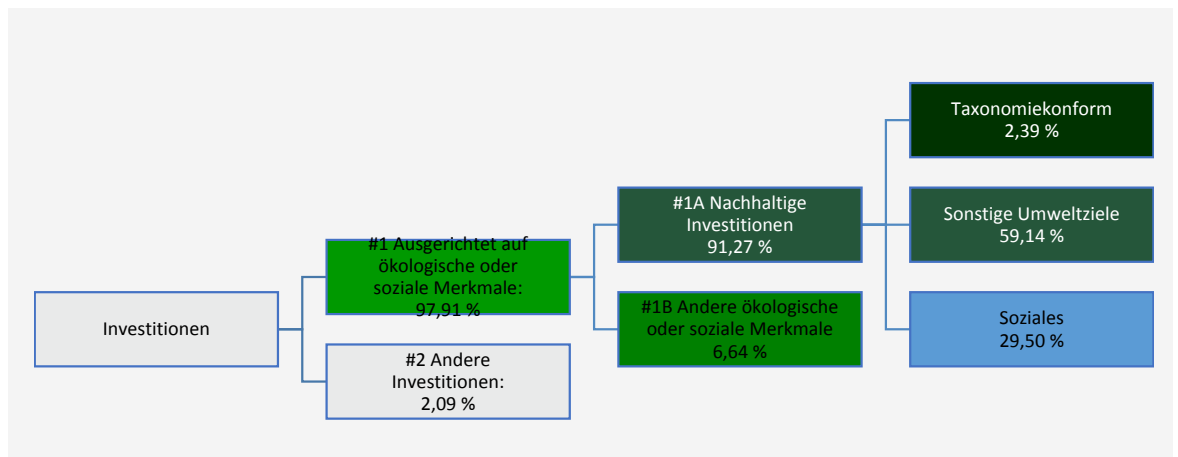 Investitionen
#1 Ausgerichtet auf
ökologische oder
soziale Merkmale:
97,91 %
#2 Andere
Investitionen:
2,09 %
#1A Nachhaltige
Investitionen
91,27 %
#1B Andere ökologische
oder soziale Merkmale
6,64 %
Taxonomiekonform
2,39 %
Sonstige Umweltziele
59,14 %
Soziales
29,50 %